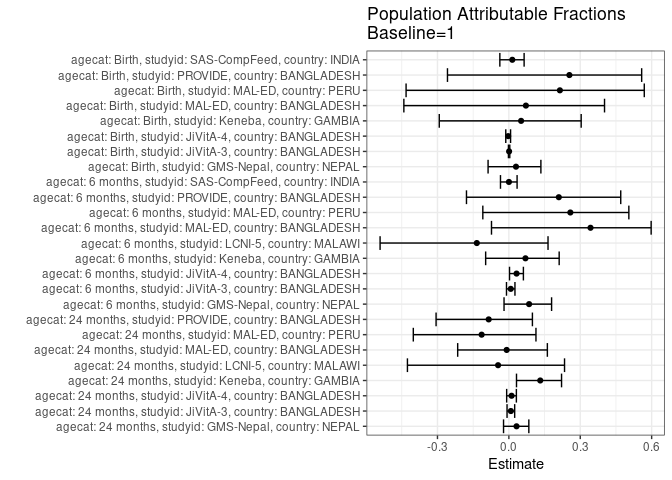 Population Attributable Fractions
Baseline=1
agecat: Birth, studyid: SAS-CompFeed, country: INDIA
agecat: Birth, studyid: PROVIDE, country: BANGLADESH
agecat: Birth, studyid: MAL-ED, country: PERU
agecat: Birth, studyid: MAL-ED, country: BANGLADESH
agecat: Birth, studyid: Keneba, country: GAMBIA
agecat: Birth, studyid: JiVitA-4, country: BANGLADESH
agecat: Birth, studyid: JiVitA-3, country: BANGLADESH
agecat: Birth, studyid: GMS-Nepal, country: NEPAL
agecat: 6 months, studyid: SAS-CompFeed, country: INDIA
agecat: 6 months, studyid: PROVIDE, country: BANGLADESH
agecat: 6 months, studyid: MAL-ED, country: PERU
agecat: 6 months, studyid: MAL-ED, country: BANGLADESH
agecat: 6 months, studyid: LCNI-5, country: MALAWI
agecat: 6 months, studyid: Keneba, country: GAMBIA
agecat: 6 months, studyid: JiVitA-4, country: BANGLADESH
agecat: 6 months, studyid: JiVitA-3, country: BANGLADESH
agecat: 6 months, studyid: GMS-Nepal, country: NEPAL
agecat: 24 months, studyid: PROVIDE, country: BANGLADESH
agecat: 24 months, studyid: MAL-ED, country: PERU
agecat: 24 months, studyid: MAL-ED, country: BANGLADESH
agecat: 24 months, studyid: LCNI-5, country: MALAWI
agecat: 24 months, studyid: Keneba, country: GAMBIA
agecat: 24 months, studyid: JiVitA-4, country: BANGLADESH
agecat: 24 months, studyid: JiVitA-3, country: BANGLADESH
agecat: 24 months, studyid: GMS-Nepal, country: NEPAL
-0.3 0.0 0.3 0.6
Estimate